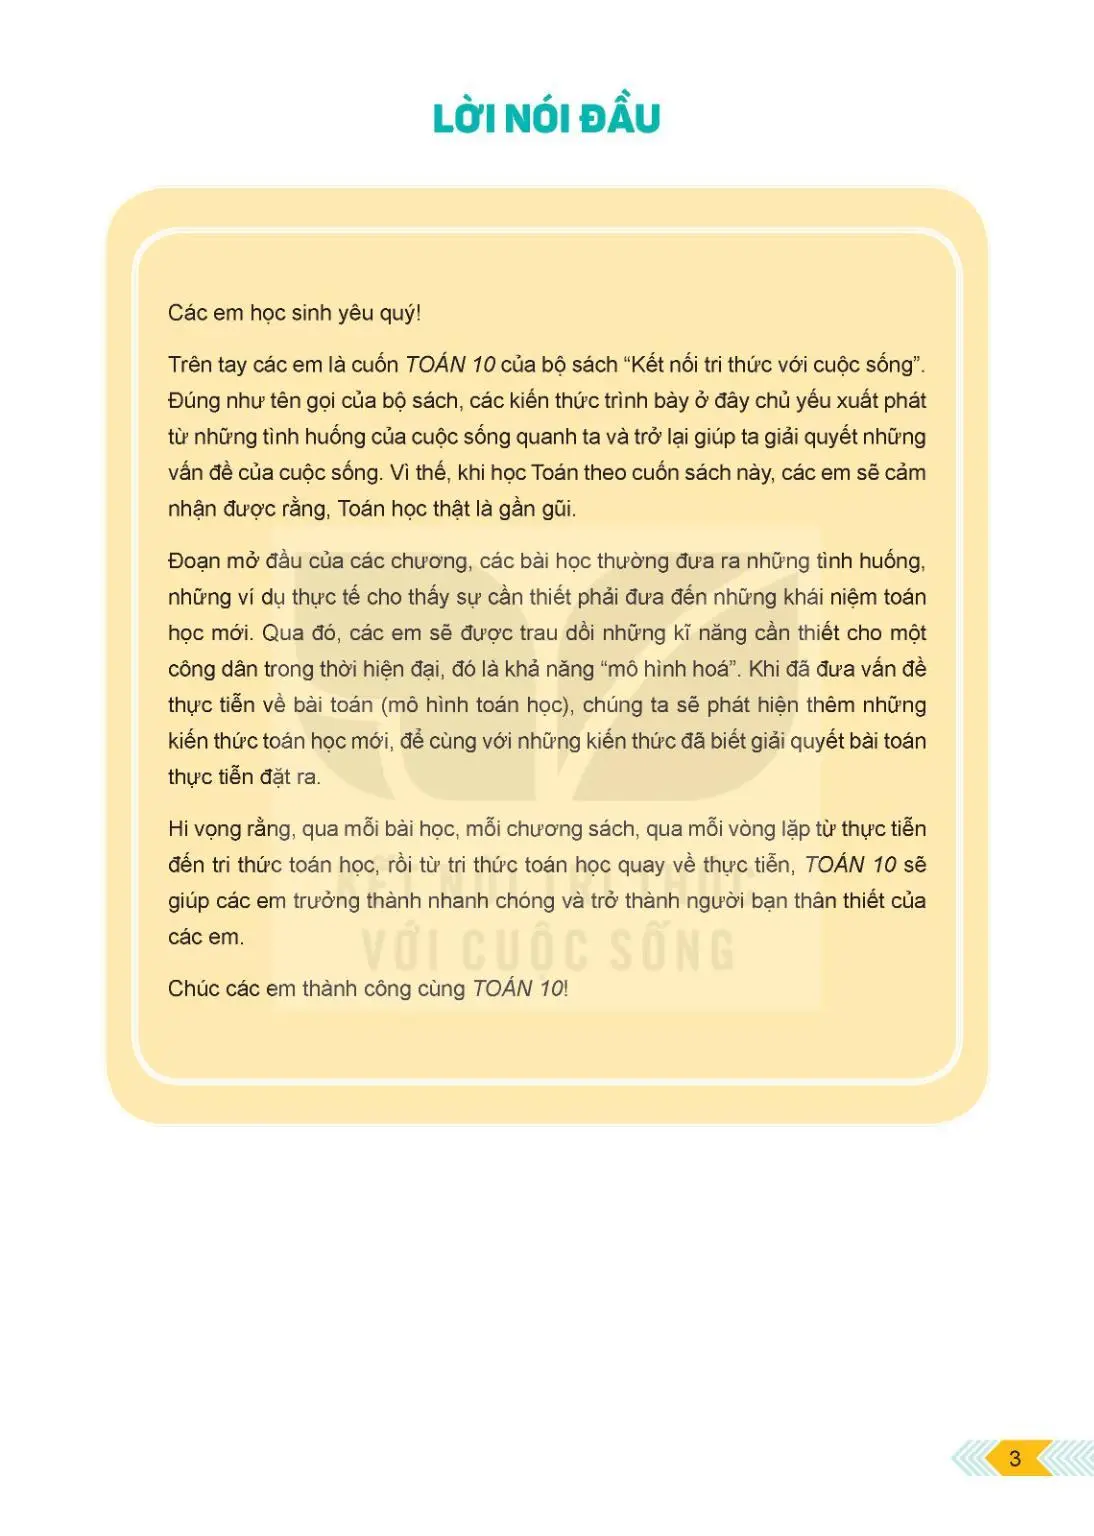 LỜI NÓI ĐẦU
Các em học sinh yêu quý!
Trên tay các em là cuốn TOÁN 10 của bộ sách “Kết nối tri thức với cuộc sống”.
Đúng như tên gọi của bộ sách, các kiến thức trình bày ở đây chủ yếu xuất phát
từ những tình huống của cuộc sống quanh ta và trở lại giúp ta giải quyết những
vấn đề của cuộc sống. Vì thế, khi học Toán theo cuốn sách này, các em sẽ cảm
nhận được rằng, Toán học thật là gần gũi.
Đoạn mở đầu của các chương, các bài học thường đưa ra những tình huống,
những ví dụ thực tế cho thấy sự cần thiết phải đưa đến những khái niệm toán
học mới. Qua đó, các em sẽ được trau dồi những kĩ năng cần thiết cho một
công dân trong thời hiện đại, đó là khả năng “mô hình hoá”. Khi đã đưa vấn đề
thực tiễn về bài toán (mô hình toán học), chúng ta sẽ phát hiện thêm những
kiến thức toán học mới, để cùng với những kiến thức đã biết giải quyết bài toán
thực tiễn đặt ra.
Hi vọng rằng, qua mỗi bài học, mỗi chương sách, qua mỗi vòng lặp từ thực tiễn
đến tri thức toán học, rồi từ tri thức toán học quay về thực tiễn, TOÁN 10 sẽ
giúp các em trưởng thành nhanh chóng và trở thành người bạn thân thiết của
các em.
Chúc các em thành công cùng TOÁN 10!
KẾT NỐI TRI THỨC
VỚI CUỘC SỐNG
3